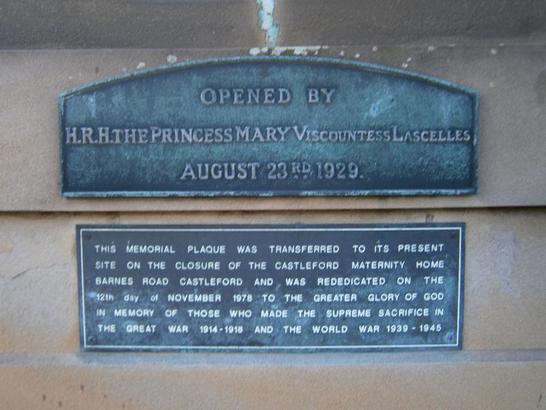 OPENED BY
H.R.H. THE PRINCESS MARY VISCOUNTESS LASCELLES
AUGUST 23RD 1929.
THIS MEMORIAL PLAQUE WAS TRANSFERRED TO ITS PRESENT
SITE ON THE CLOSURE OF THE CASTLEFORD MATERNITY HOME
BARNES ROAD CASTLEFORD AND WAS REDEDICATED ON THE
12th day of NOVEMBER 1978 TO THE GREATER GLORY OF GOD
IN MEMORY OF THOSE WHO MADE THE SUPREME SACRIFICE IN
THE GREAT WAR 1914-1918 AND THE WORLD WAR 1939-1945